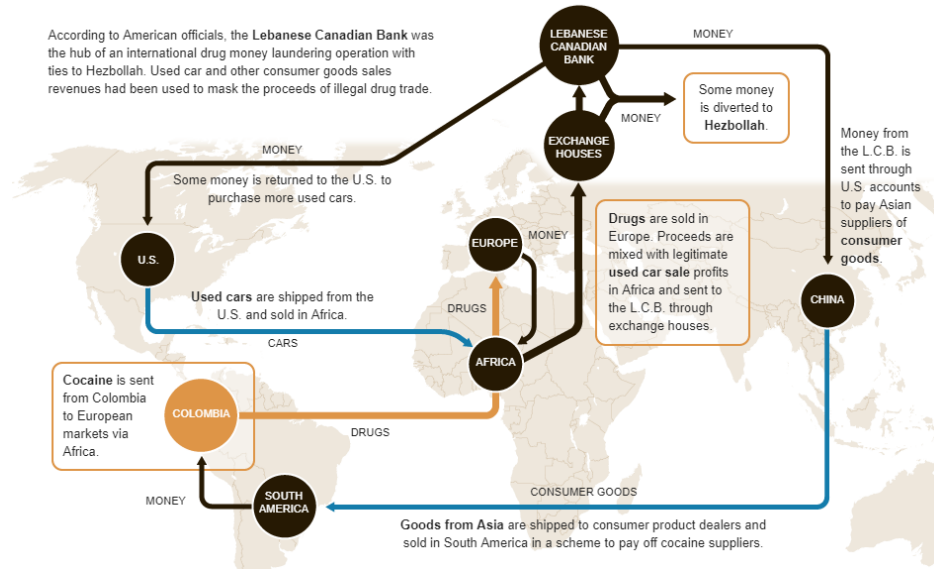 According to American officials, the Lebanese Canadian Bank was
the hub of an international drug money laundering operation with
ties to Hezbollah. Used car and other consumer goods sales
revenues had been used to mask the proceeds of illegal drug trade.
LEBANESE
CANADIAN
BANK
MONEY
Some money
is diverted to
Hezbollah.
MONEY
EXCHANGE
HOUSES
Money from
the L.C.B. is
sent through
U.S. accounts
to pay Asian
suppliers of
consumer
goods.
MONEY
Some money is returned to the U.S. to
purchase more used cars.
U.S.
EUROPE
MONEY
Drugs are sold in
Europe. Proceeds are
mixed with legitimate
used car sale profits
in Africa and sent to
the L.C.B. through
exchange houses.
CHINA
Used cars are shipped from the
U.S. and sold in Africa.
CARS
DRUGS
AFRICA
Cocaine is sent
from Colombia
to European
markets via
Africa.
COLOMBIA
DRUGS
MONEY
SOUTH
AMERICA
CONSUMER GOODS
Goods from Asia are shipped to consumer product dealers and
sold in South America in a scheme to pay off cocaine suppliers.